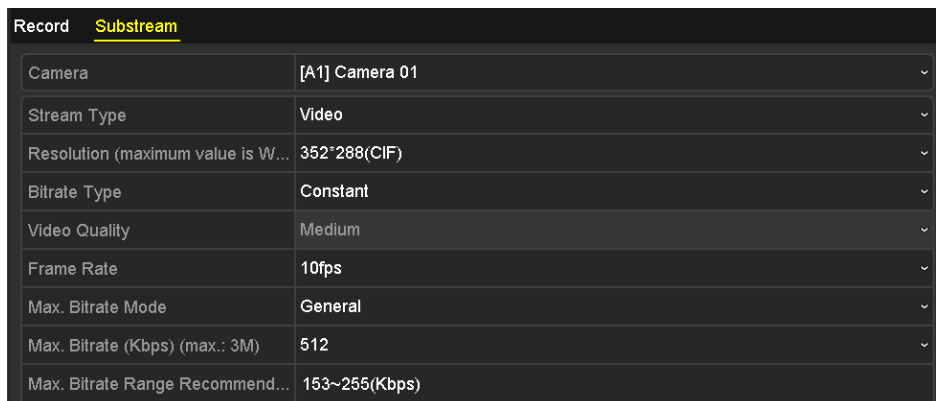 Record Substream
Camera [A1] Camera 01
Stream Type Video
Resolution (maximum value is W... 352*288(CIF)
Bitrate Type Constant
Video Quality Medium
Frame Rate 10fps
Max. Bitrate Mode General
Max. Bitrate (Kbps) (max.: 3M) 512
Max. Bitrate Range Recommend... 153~255(Kbps)